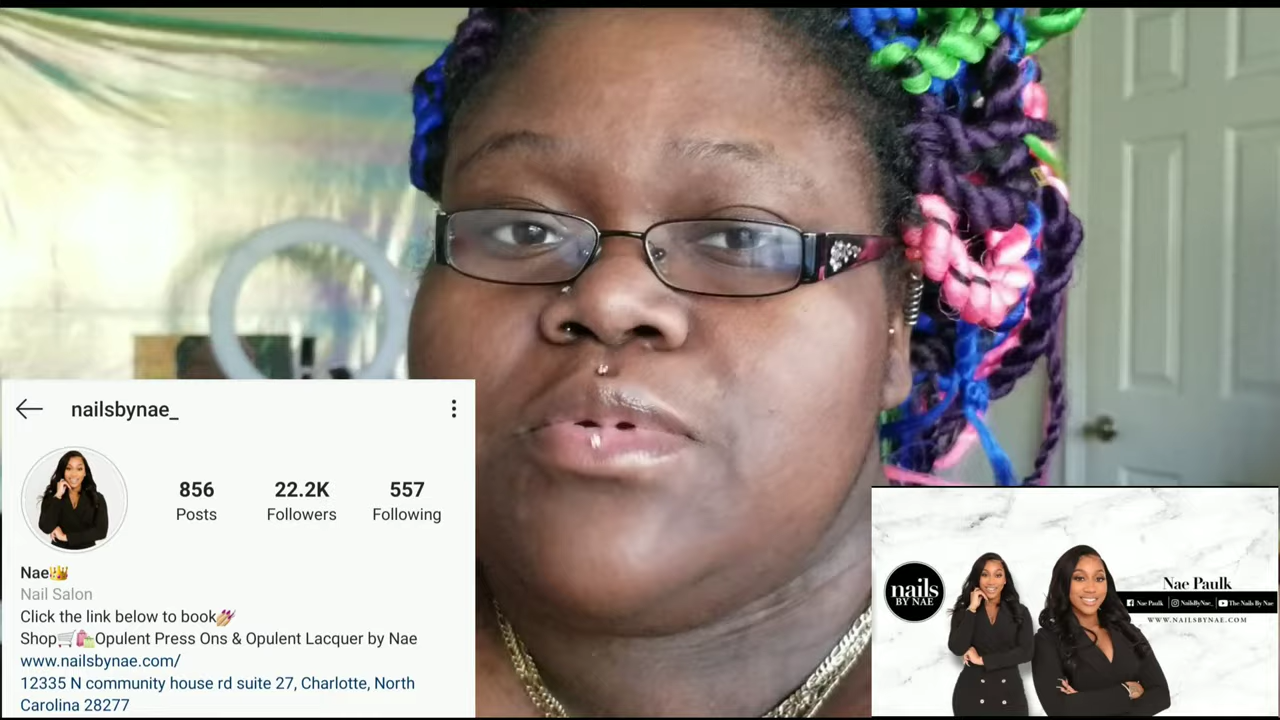 nailsbynae_
856
22.2K
557
Posts
Followers
Following
Nae👑
Nail Salon
Click the link below to book💅
Shop🛒🛍Opulent Press Ons & Opulent Lacquer by Nae
www.nailsbynae.com/
12335 N community house rd suite 27, Charlotte, North
Carolina 28277
nails
BY NAE
Nae Paulk
Nae Paulk NailsByNae_ The Nails By Nae
WWW.NAILSBYNAE.COM